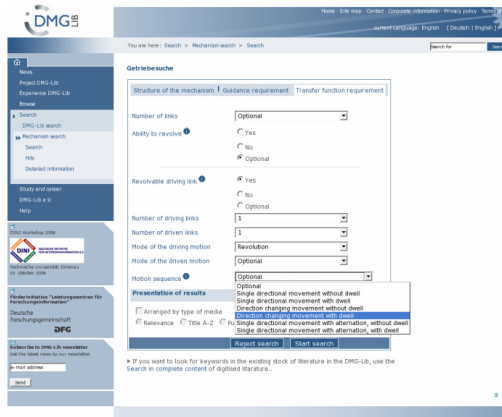 DMG LIB
Home Site map Contact Corporate information Privacy policy
current Language: English [ Deutsch | English ]
You are here: Search > Mechanism search > Search
Search for
News
Project DMG-Lib
Experience DMG-Lib
Browse
Search
DMG-Lib search
Mechanism search
Search
Hits
Detailed information
Study and career
DMG-Lib e.V.
Help
DINI Workshop 2006
DINI
DEUTSCHE INITIATIVE
FÜR NETZWERKINFORMATION E.V.
Technische Universität Ilmenau
10. Oktober 2006
Förderinitiative "Leistungszentren für
Forschungsinformation"
Deutsche
Forschungsgemeinschaft
DFG
Subscribe to DMG-Lib newsletter
Get the latest news by our newsletter
e-mail address
Send
Getriebesuche
Structure of the mechanism Guidance requirement Transfer function requirement
Number of links Optional
Ability to revolve Yes
No
Optional
Revolvable driving link Yes
No
Optional
Number of driving links 1
Number of driven links 1
Mode of the driving motion Revolution
Mode of the driven motion Optional
Motion sequence Optional
Optional
Single directional movement without dwell
Single directional movement with dwell
Direction changing movement without dwell
Direction changing movement with dwell
Single directional movement with alternation, without dwell
Single directional movement with alternation, with dwell
Presentation of results
Arranged by type of media
Relevance Title A-Z
Reject search Start search
If you want to look for keywords in the existing stock of literature in the DMG-Lib, use the
Search in complete content of digitised literature..